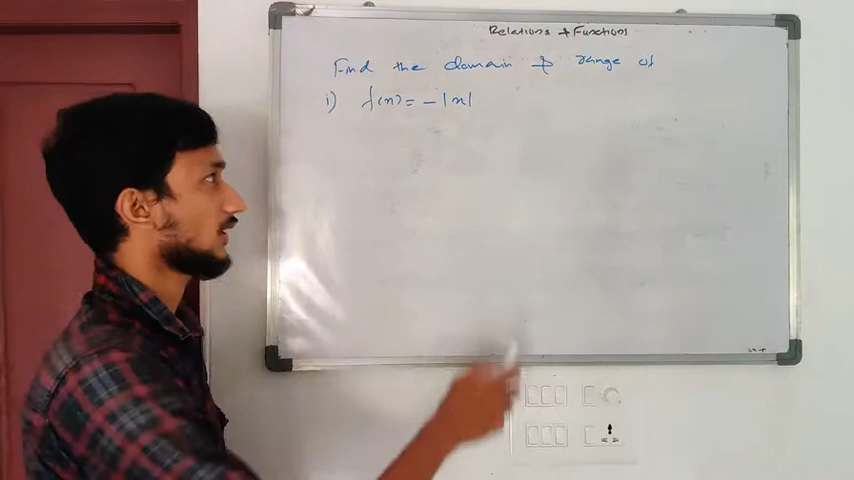 Relations & Functions
Find the domain & range of
i) f(x) = -|x|